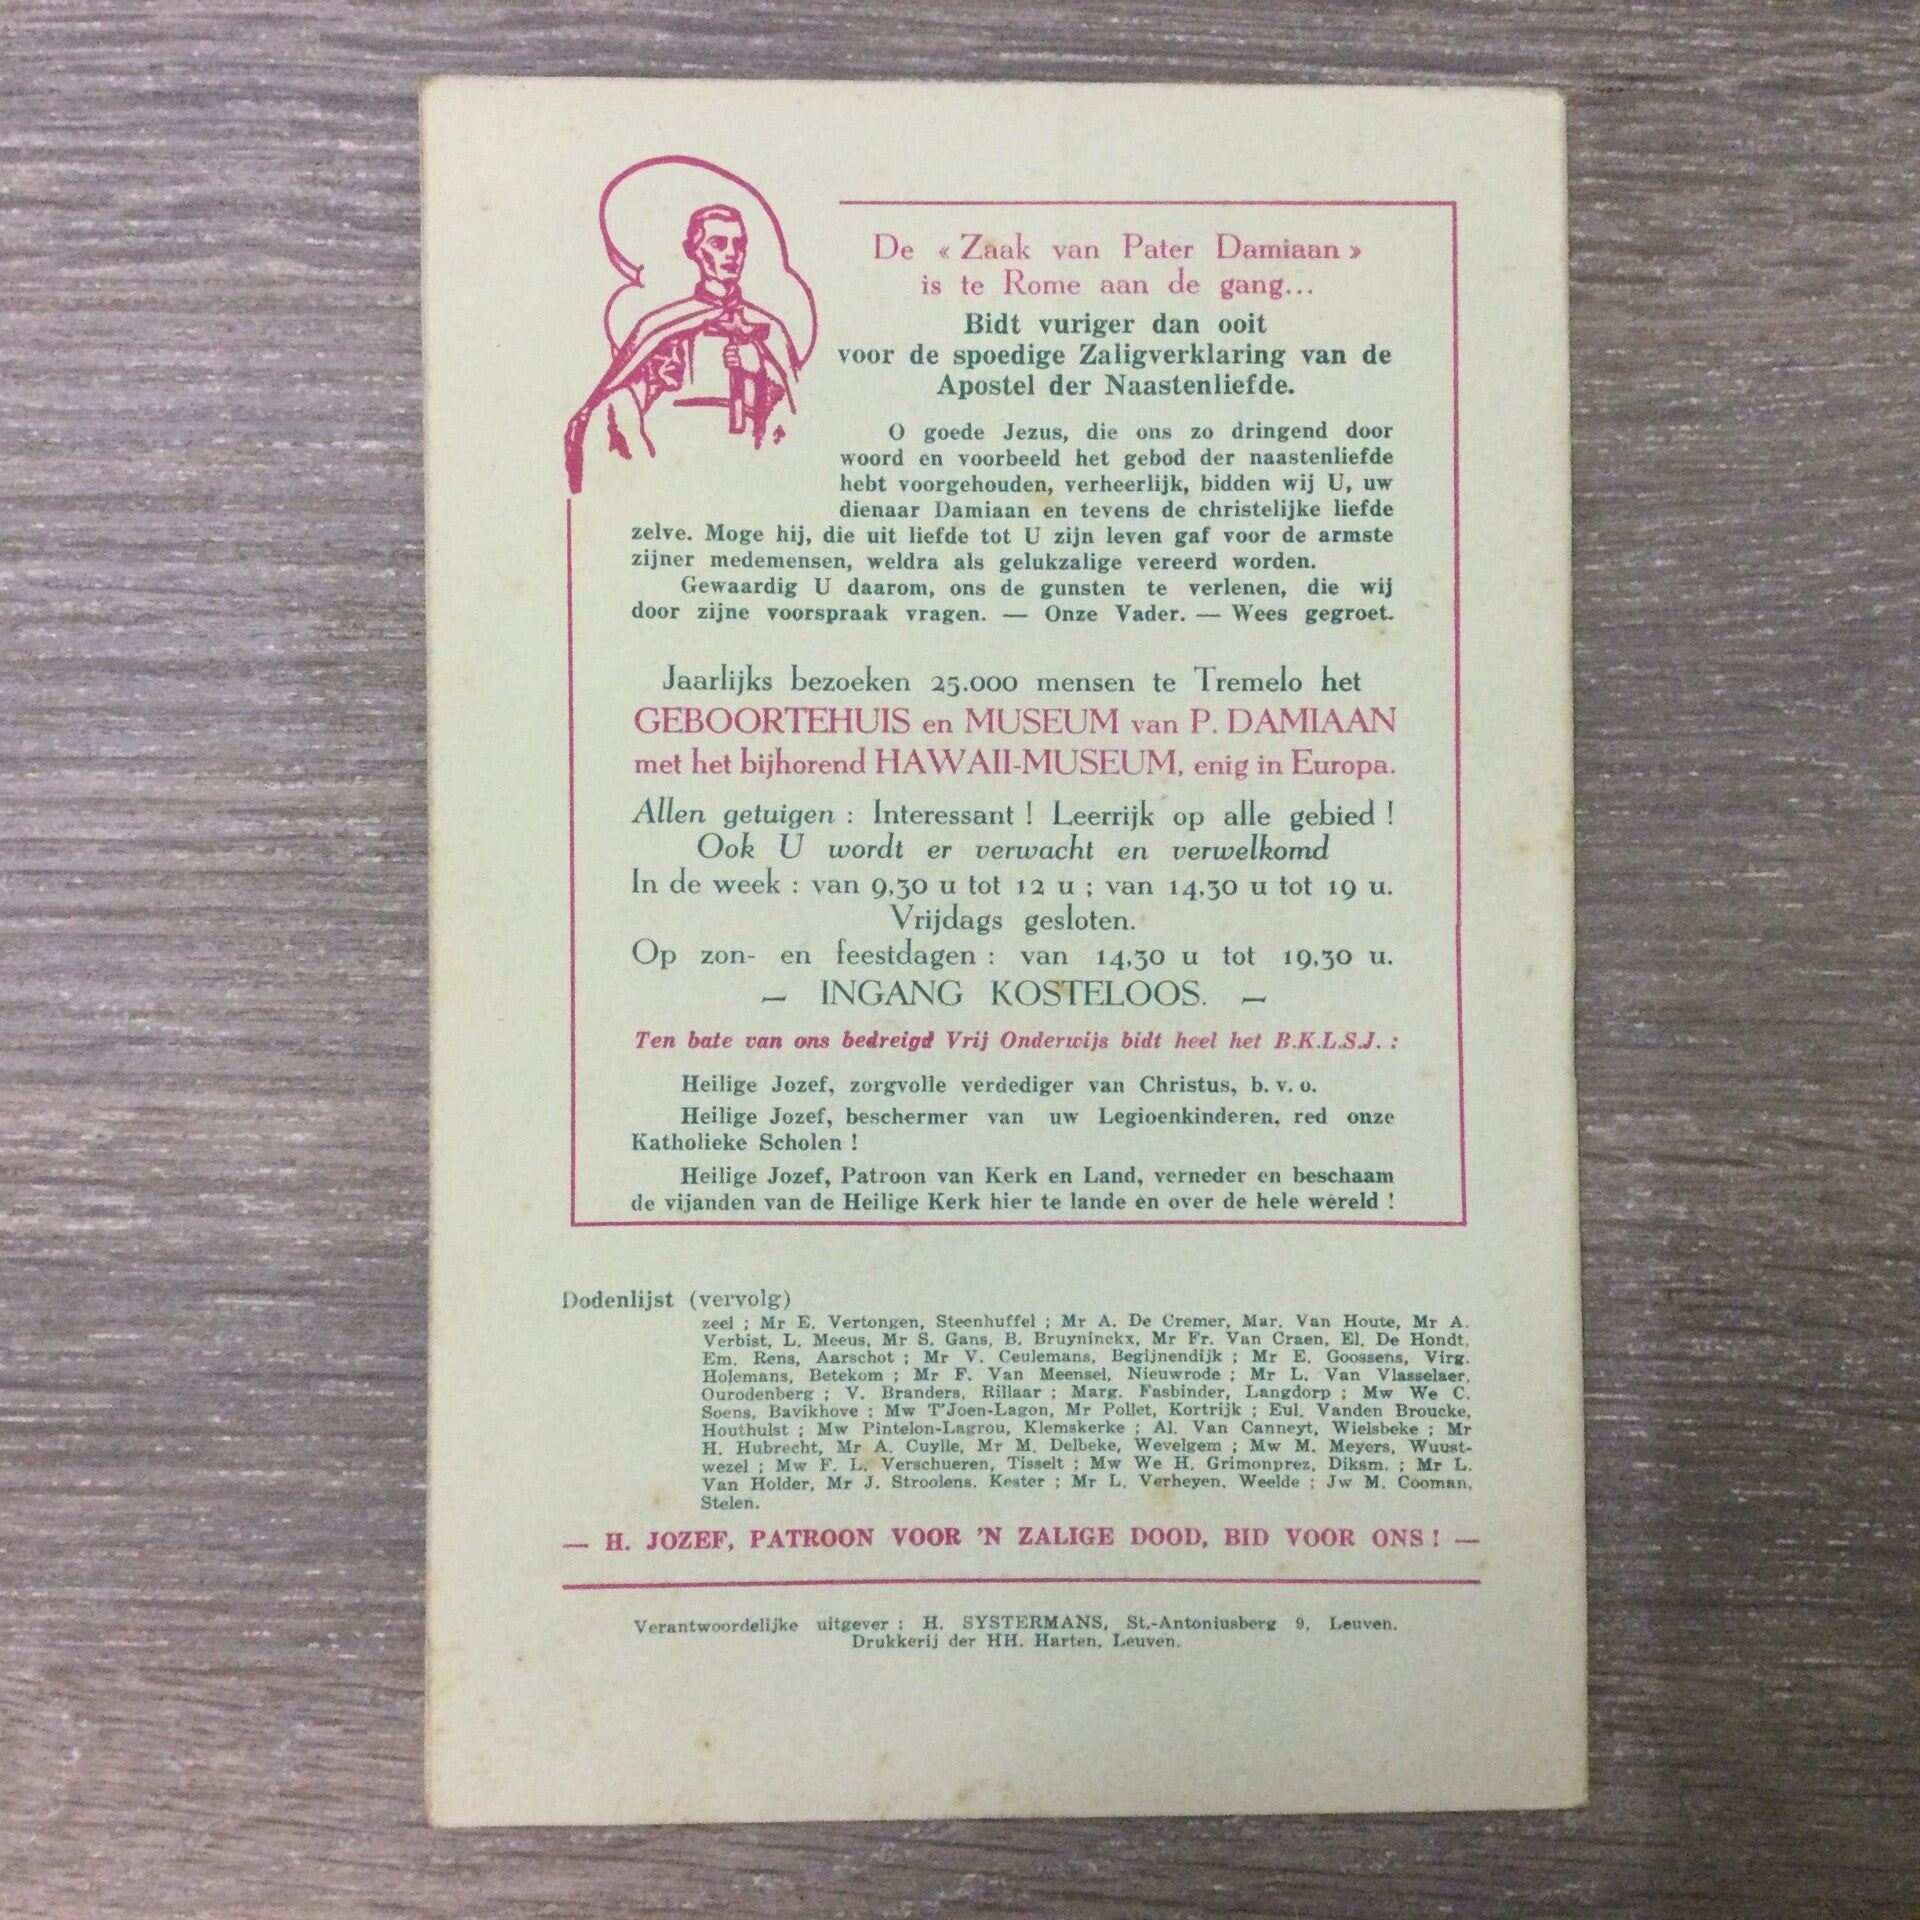 De « Zaak van Pater Damiaan »
is te Rome aan de gang...
Bidt vuriger dan ooit
voor de spoedige Zaligverklaring van de
Apostel der Naastenliefde.
O goede Jezus, die ons zo dringend door
woord en voorbeeld het gebod der naastenliefde
hebt voorgehouden, verheerlijk, bidden wij U, uw
dienaar Damiaan en tevens de christelijke liefde
zelve. Moge hij, die uit liefde tot U zijn leven gaf voor de armste
zijner medemensen, weldra als gelukzalige vereerd worden.
Gewaardig U daarom, ons de gunsten te verlenen, die wij
door zijne voorspraak vragen. — Onze Vader. — Wees gegroet.
Jaarlijks bezoeken 25.000 mensen te Tremelo het
GEBOORTEHUIS en MUSEUM van P. DAMIAAN
met het bijhorend HAWAII-MUSEUM, enig in Europa.
Allen getuigen : Interessant ! Leerrijk op alle gebied !
Ook U wordt er verwacht en verwelkomd
In de week : van 9,30 u tot 12 u ; van 14,30 u tot 19 u.
Vrijdags gesloten.
Op zon- en feestdagen : van 14,30 u tot 19,30 u.
— INGANG KOSTELOOS. —
Ten bate van ons bedreigd Vrij Onderwijs bidt heel het B.K.L.S.J. :
Heilige Jozef, zorgvolle verdediger van Christus, b. v. o.
Heilige Jozef, beschermer van uw Legioenkinderen, red onze
Katholieke Scholen !
Heilige Jozef, Patroon van Kerk en Land, verneder en beschaam
de vijanden van de Heilige Kerk hier te lande en over de hele wereld !
Dodenlijst (vervolg)
zeel ; Mr E. Vertongen, Steenhuffel ; Mr A. De Cremer, Mar. Van Houte, Mr A.
Verbist, L. Meeus, Mr S. Gans, B. Bruyninckx, Mr Fr. Van Craen, El. De Hondt,
Em. Rens, Aarschot ; Mr V. Ceulemans, Begijnendijk ; Mr E. Goossens, Virg.
Holemans, Betekom ; Mr F. Van Meensel, Nieuwrode ; Mr L. Van Vlasselaer,
Ourodenberg ; V. Branders, Rillaar ; Marg. Fasbinder, Langdorp ; Mw We C.
Soens, Bavikhove ; Mw T'Joen-Lagon, Mr Pollet, Kortrijk ; Eul. Vanden Broucke,
Houthulst ; Mw Pintelon-Lagrou, Klemskerke ; Al. Van Canneyt, Wielsbeke ; Mr
H. Hubrecht, Mr A. Cuylle, Mr M. Delbeke, Wevelgem ; Mw M. Meyers, Wuust-
wezel ; Mw F. L. Verschueren, Tisselt ; Mw We H. Grimonprez, Diksm. ; Mr L.
Van Holder, Mr J. Stroolens, Kester ; Mr L. Verheyen, Weelde ; Jw M. Cooman,
Stelen.
— H. JOZEF, PATROON VOOR 'N ZALIGE DOOD, BID VOOR ONS ! —
Verantwoordelijke uitgever : H. SYSTERMANS, St.-Antoniusberg 9, Leuven.
Drukkerij der HH. Harten, Leuven.